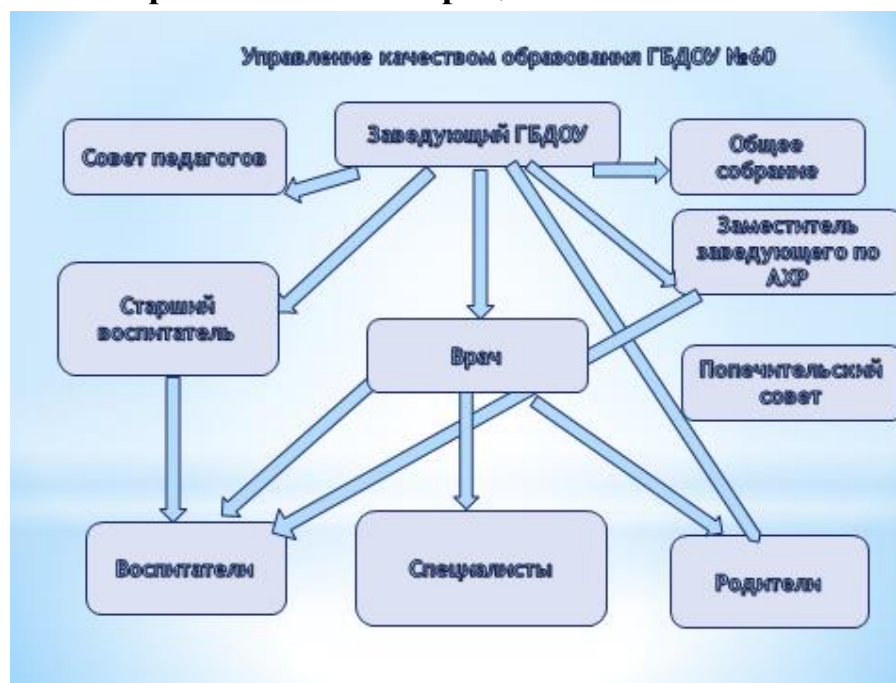 Управление качеством образования ГБДОУ №60
Заведующий ГБДОУ
Совет педагогов
Общее
собрание
Заместитель
заведующего по
АХР
Старший
воспитатель
Врач
Попечительский
совет
Воспитатели
Специалисты
Родители